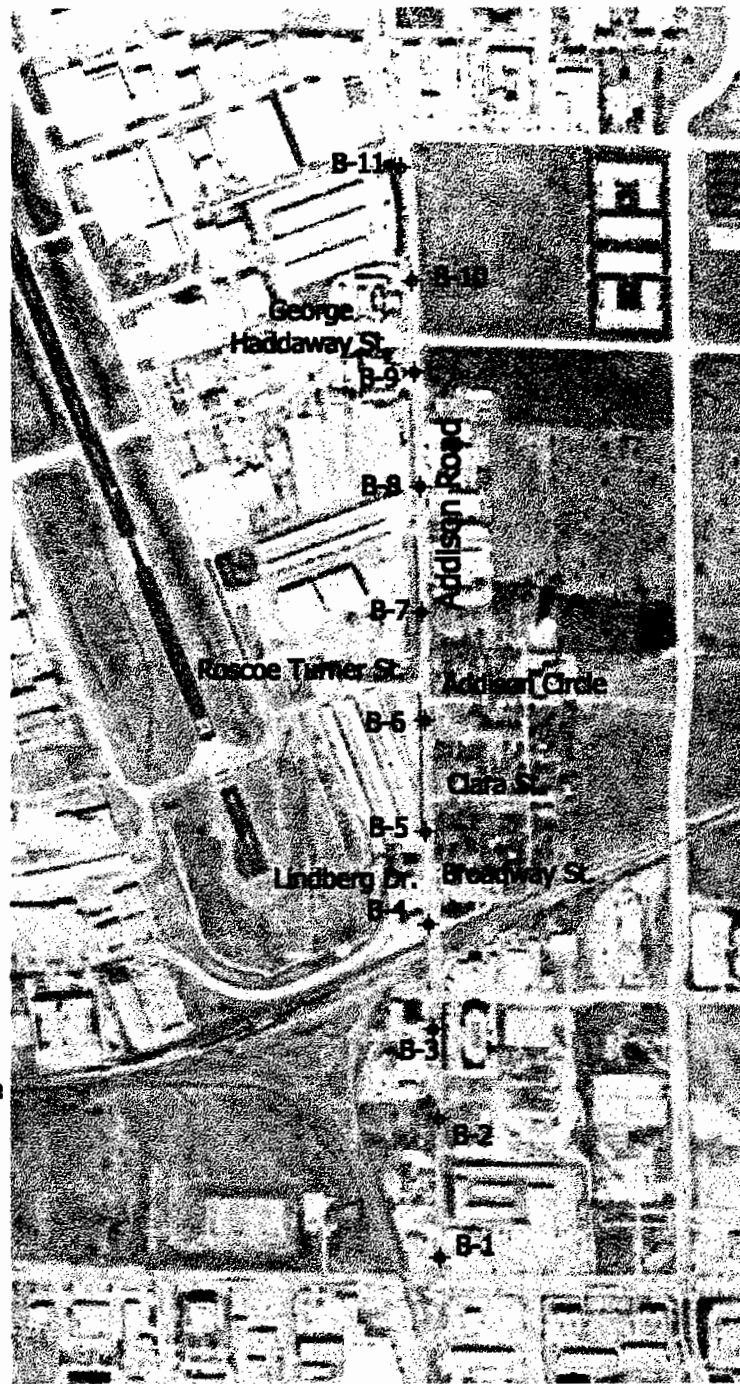 B-11
B-10
George
Haddaway St.
B-9
B-8
Addison Road
B-7
Roscoe Turner St.
Addison Circle
B-6
Clara St.
B-5
Lindberg Dr.
Broadway St.
B-4
B-3
B-2
B-1